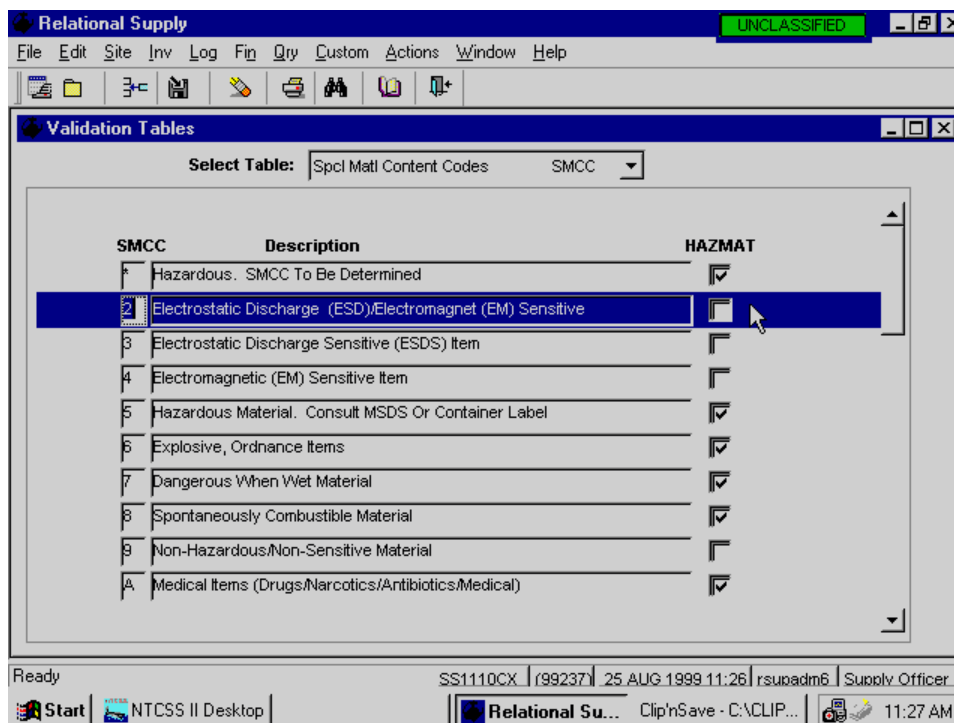 Relational Supply UNCLASSIFIED
File Edit Site Inv Log Fin Qry Custom Actions Window Help
Validation Tables
Select Table: Spcl Matl Content Codes SMCC
SMCC Description HAZMAT
* Hazardous. SMCC To Be Determined
2 Electrostatic Discharge (ESD)/Electromagnet (EM) Sensitive
3 Electrostatic Discharge Sensitive (ESDS) Item
4 Electromagnetic (EM) Sensitive Item
5 Hazardous Material. Consult MSDS Or Container Label
6 Explosive, Ordnance Items
7 Dangerous When Wet Material
8 Spontaneously Combustible Material
9 Non-Hazardous/Non-Sensitive Material
A Medical Items (Drugs/Narcotics/Antibiotics/Medical)
Ready SS1110CX (99237) 25 AUG 1999 11:26 rsupadm6 Supply Officer
Start NTCSS II Desktop Relational Su... Clip'nSave - C:\CLIP... 11:27 AM